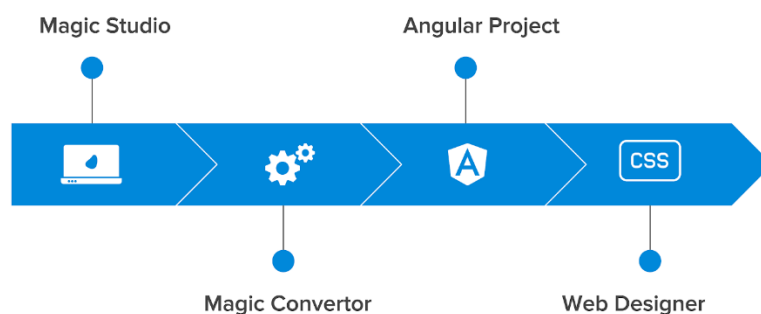 Magic Studio
Angular Project
A
CSS
Magic Convertor
Web Designer